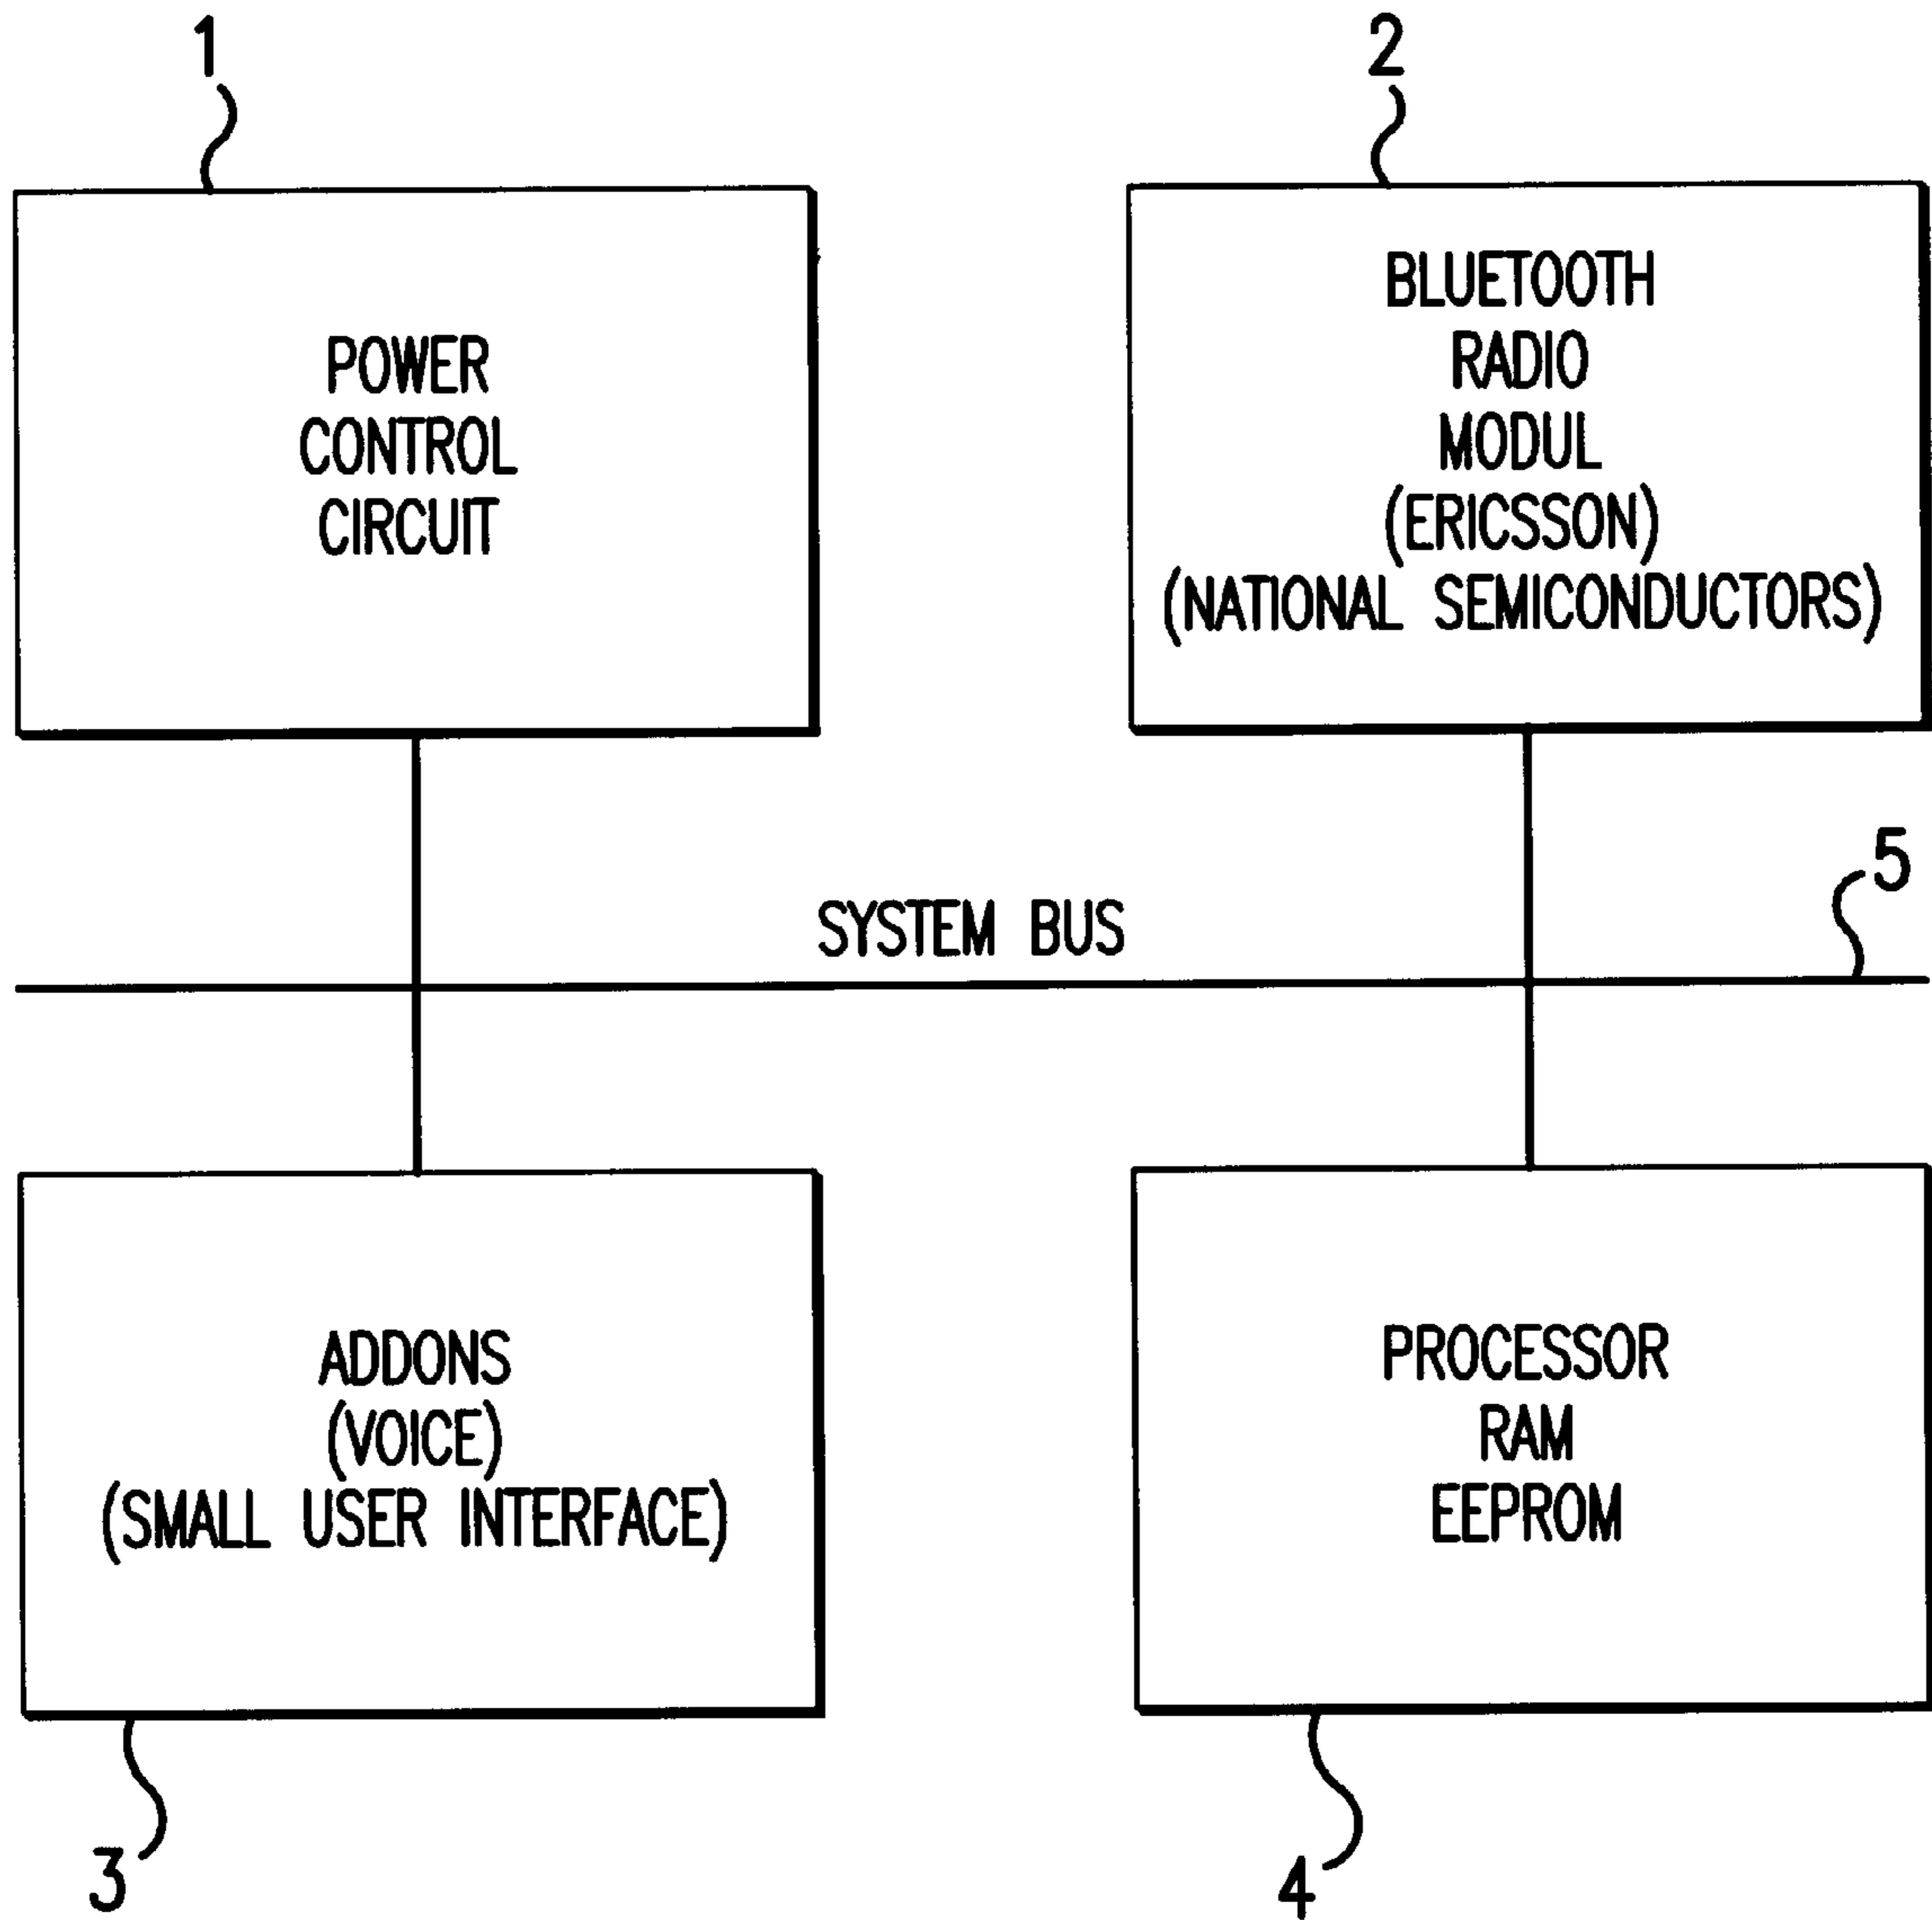 1
2
POWER
CONTROL
CIRCUIT
BLUETOOTH
RADIO
MODUL
(ERICSSON)
(NATIONAL SEMICONDUCTORS)
5
SYSTEM BUS
ADDONS
(VOICE)
(SMALL USER INTERFACE)
PROCESSOR
RAM
EEPROM
3
4